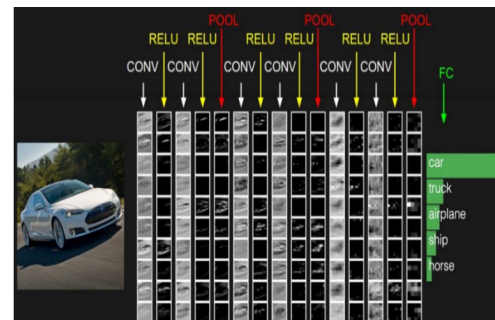 POOL POOL POOL
RELU RELU RELU RELU RELU RELU
CONV CONV CONV CONV CONV CONV
FC
car
truck
airplane
ship
horse